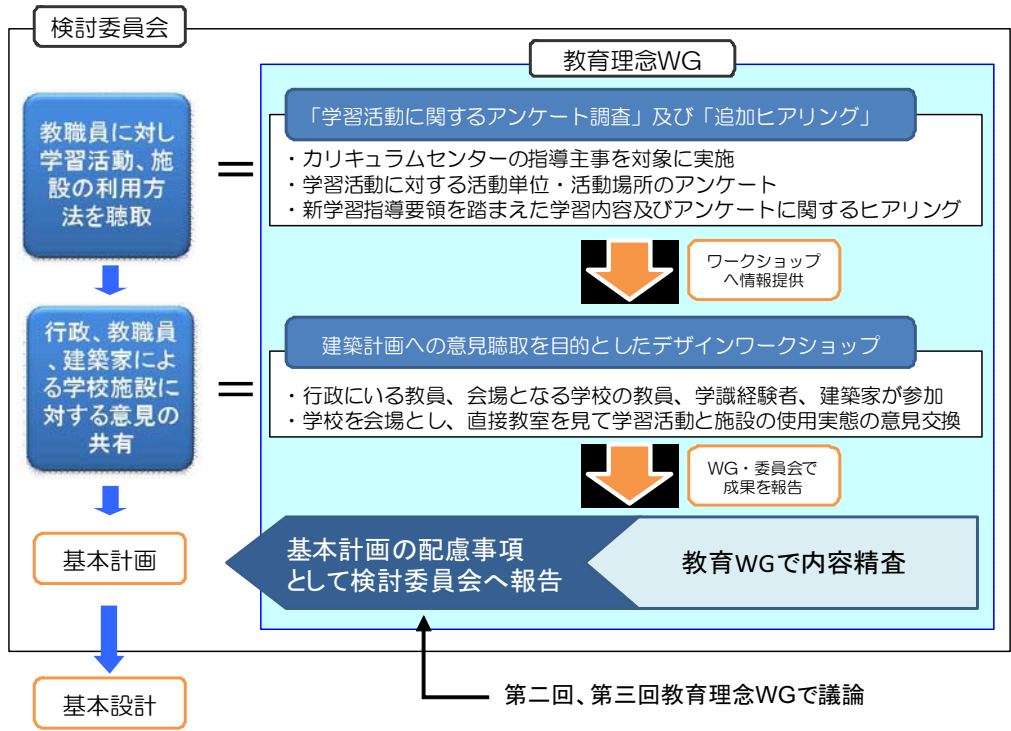 検討委員会
教育理念WG
教職員に対し
学習活動、施
設の利用方
法を聴取
＝
「学習活動に関するアンケート調査」及び「追加ヒアリング」
・カリキュラムセンターの指導主事を対象に実施
・学習活動に対する活動単位・活動場所のアンケート
・新学習指導要領を踏まえた学習内容及びアンケートに関するヒアリング
ワークショップ
へ情報提供
行政、教職員
、建築家によ
る学校施設に
対する意見の
共有
＝
建築計画への意見聴取を目的としたデザインワークショップ
・行政にいる教員、会場となる学校の教員、学識経験者、建築家が参加
・学校を会場とし、直接教室を見て学習活動と施設の使用実態の意見交換
WG・委員会で
成果を報告
基本計画
基本計画の配慮事項
として検討委員会へ報告
教育WGで内容精査
第二回、第三回教育理念WGで議論
基本設計